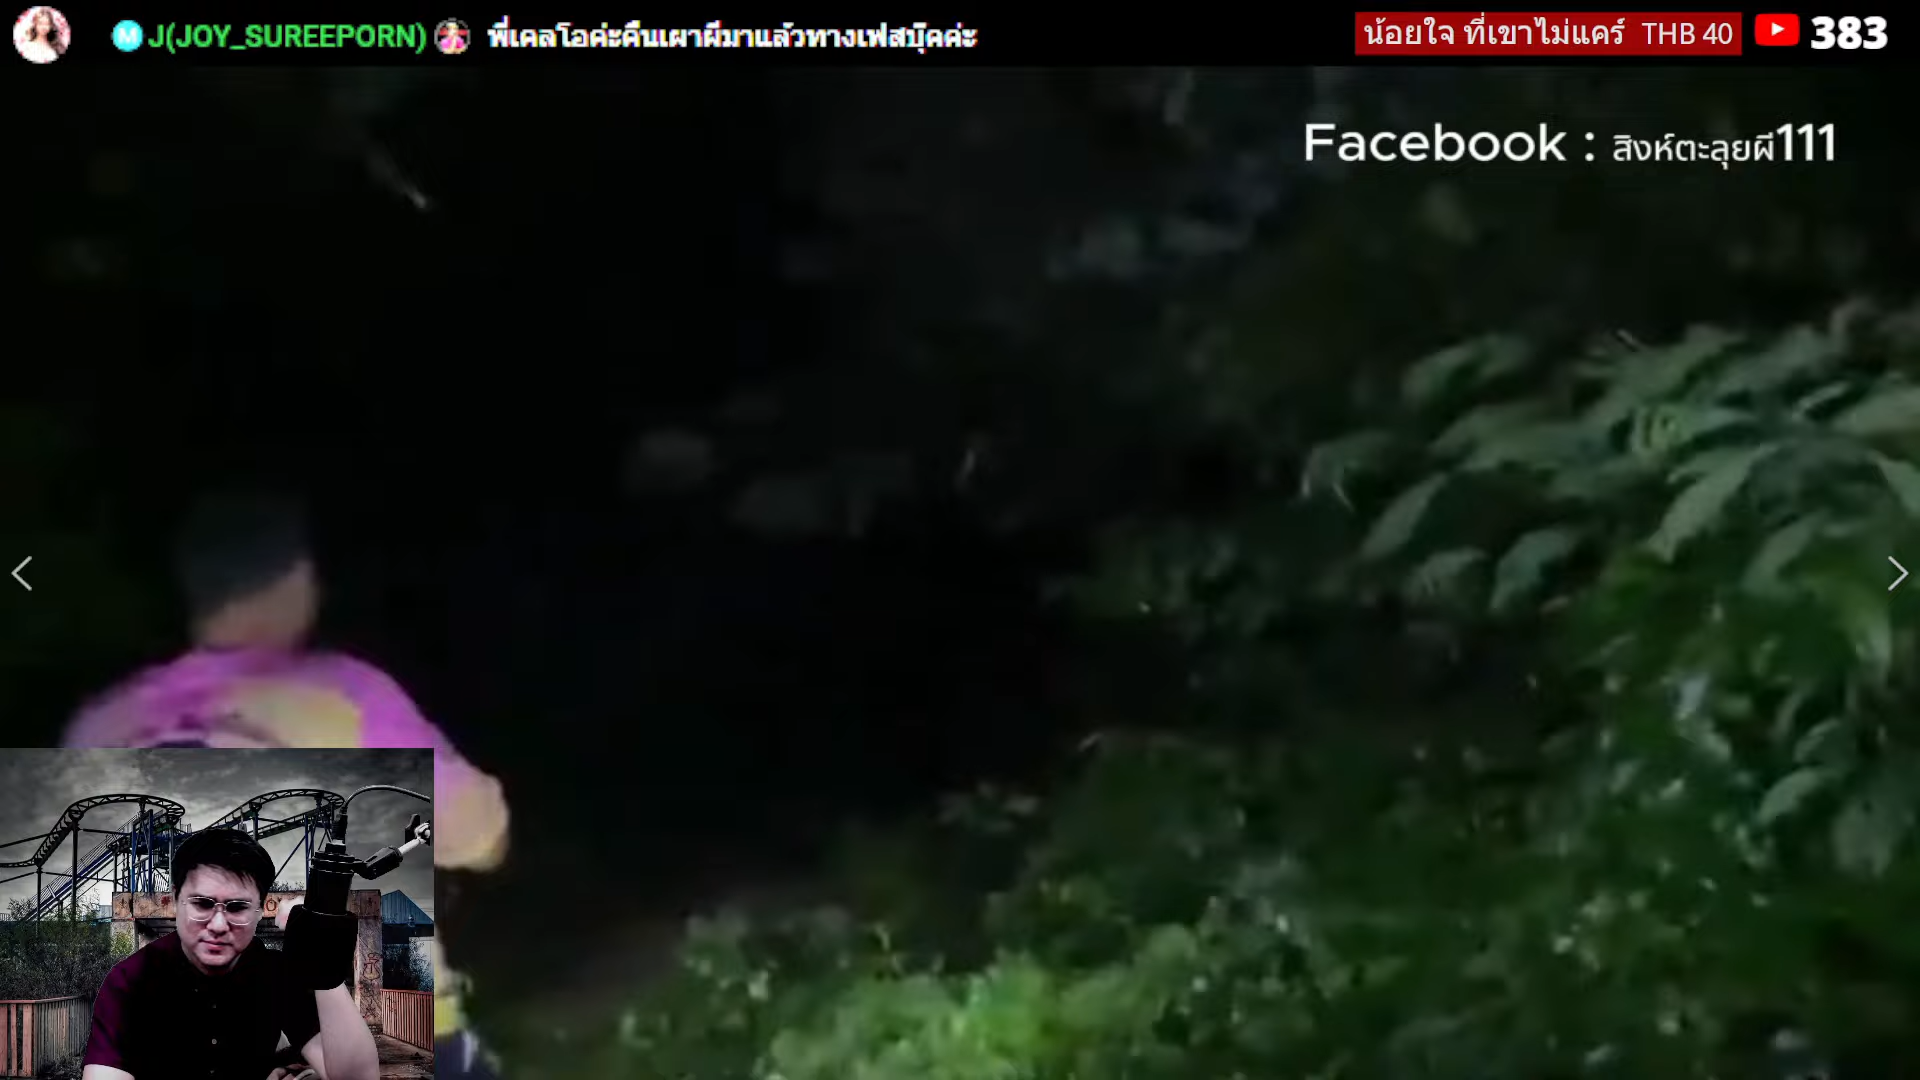 J(JOY_SUREEPORN) พี่เคลโอค่ะคืนเผาผีมาแล้วทางเฟสบุ๊คค่ะ
น้อยใจ ที่เขาไม่แคร์ THB 40 383
Facebook : สิงห์ตะลุยผี111